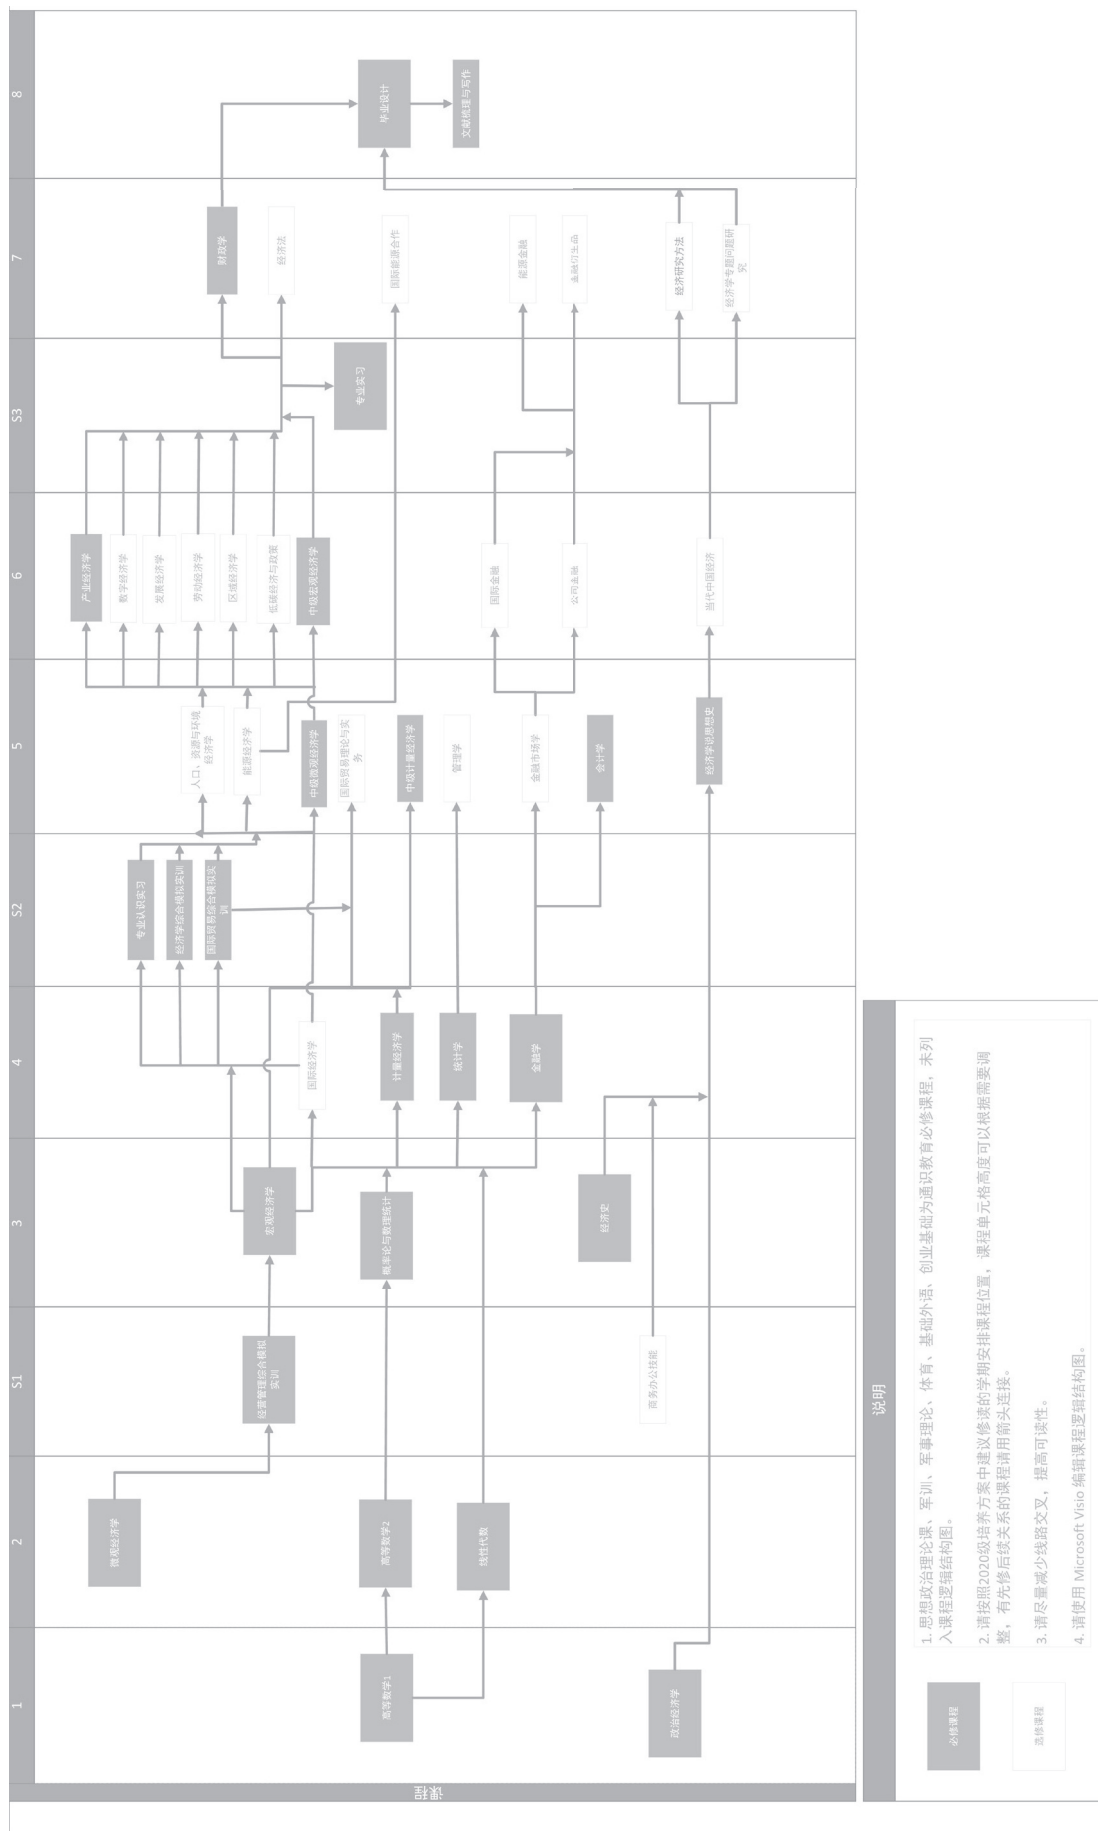 课程
1
2
S1
3
4
S2
5
6
S3
7
8
高等数学1
政治经济学
微观经济学
高等数学2
线性代数
经营管理综合模拟
实训
商务办公技能
宏观经济学
概率论与数理统计
经济史
国际经济学
计量经济学
统计学
金融学
专业认识实习
经济学综合模拟实训
国际贸易综合模拟实
训
人口、资源与环境
经济学
能源经济学
中级微观经济学
国际贸易理论与实
务
中级计量经济学
管理学
金融市场学
会计学
经济学说思想史
产业经济学
数字经济学
发展经济学
劳动经济学
区域经济学
低碳经济与政策
中级宏观经济学
国际金融
公司金融
当代中国经济
专业实习
财政学
经济法
国际能源合作
能源金融
金融衍生品
经济研究方法
经济学专题问题研
究
毕业设计
文献梳理与写作
说明
必修课程
选修课程
1. 思想政治理论课、军训、军事理论、体育、基础外语、创业基础为通识教育必修课程，未列
入课程逻辑结构图。
2. 请按照2020级培养方案中建议修读的学期安排课程位置，课程单元格高度可以根据需要调
整，有先修后续关系的课程请用箭头连接。
3. 请尽量减少线路交叉，提高可读性。
4. 请使用 Microsoft Visio 编辑课程逻辑结构图。